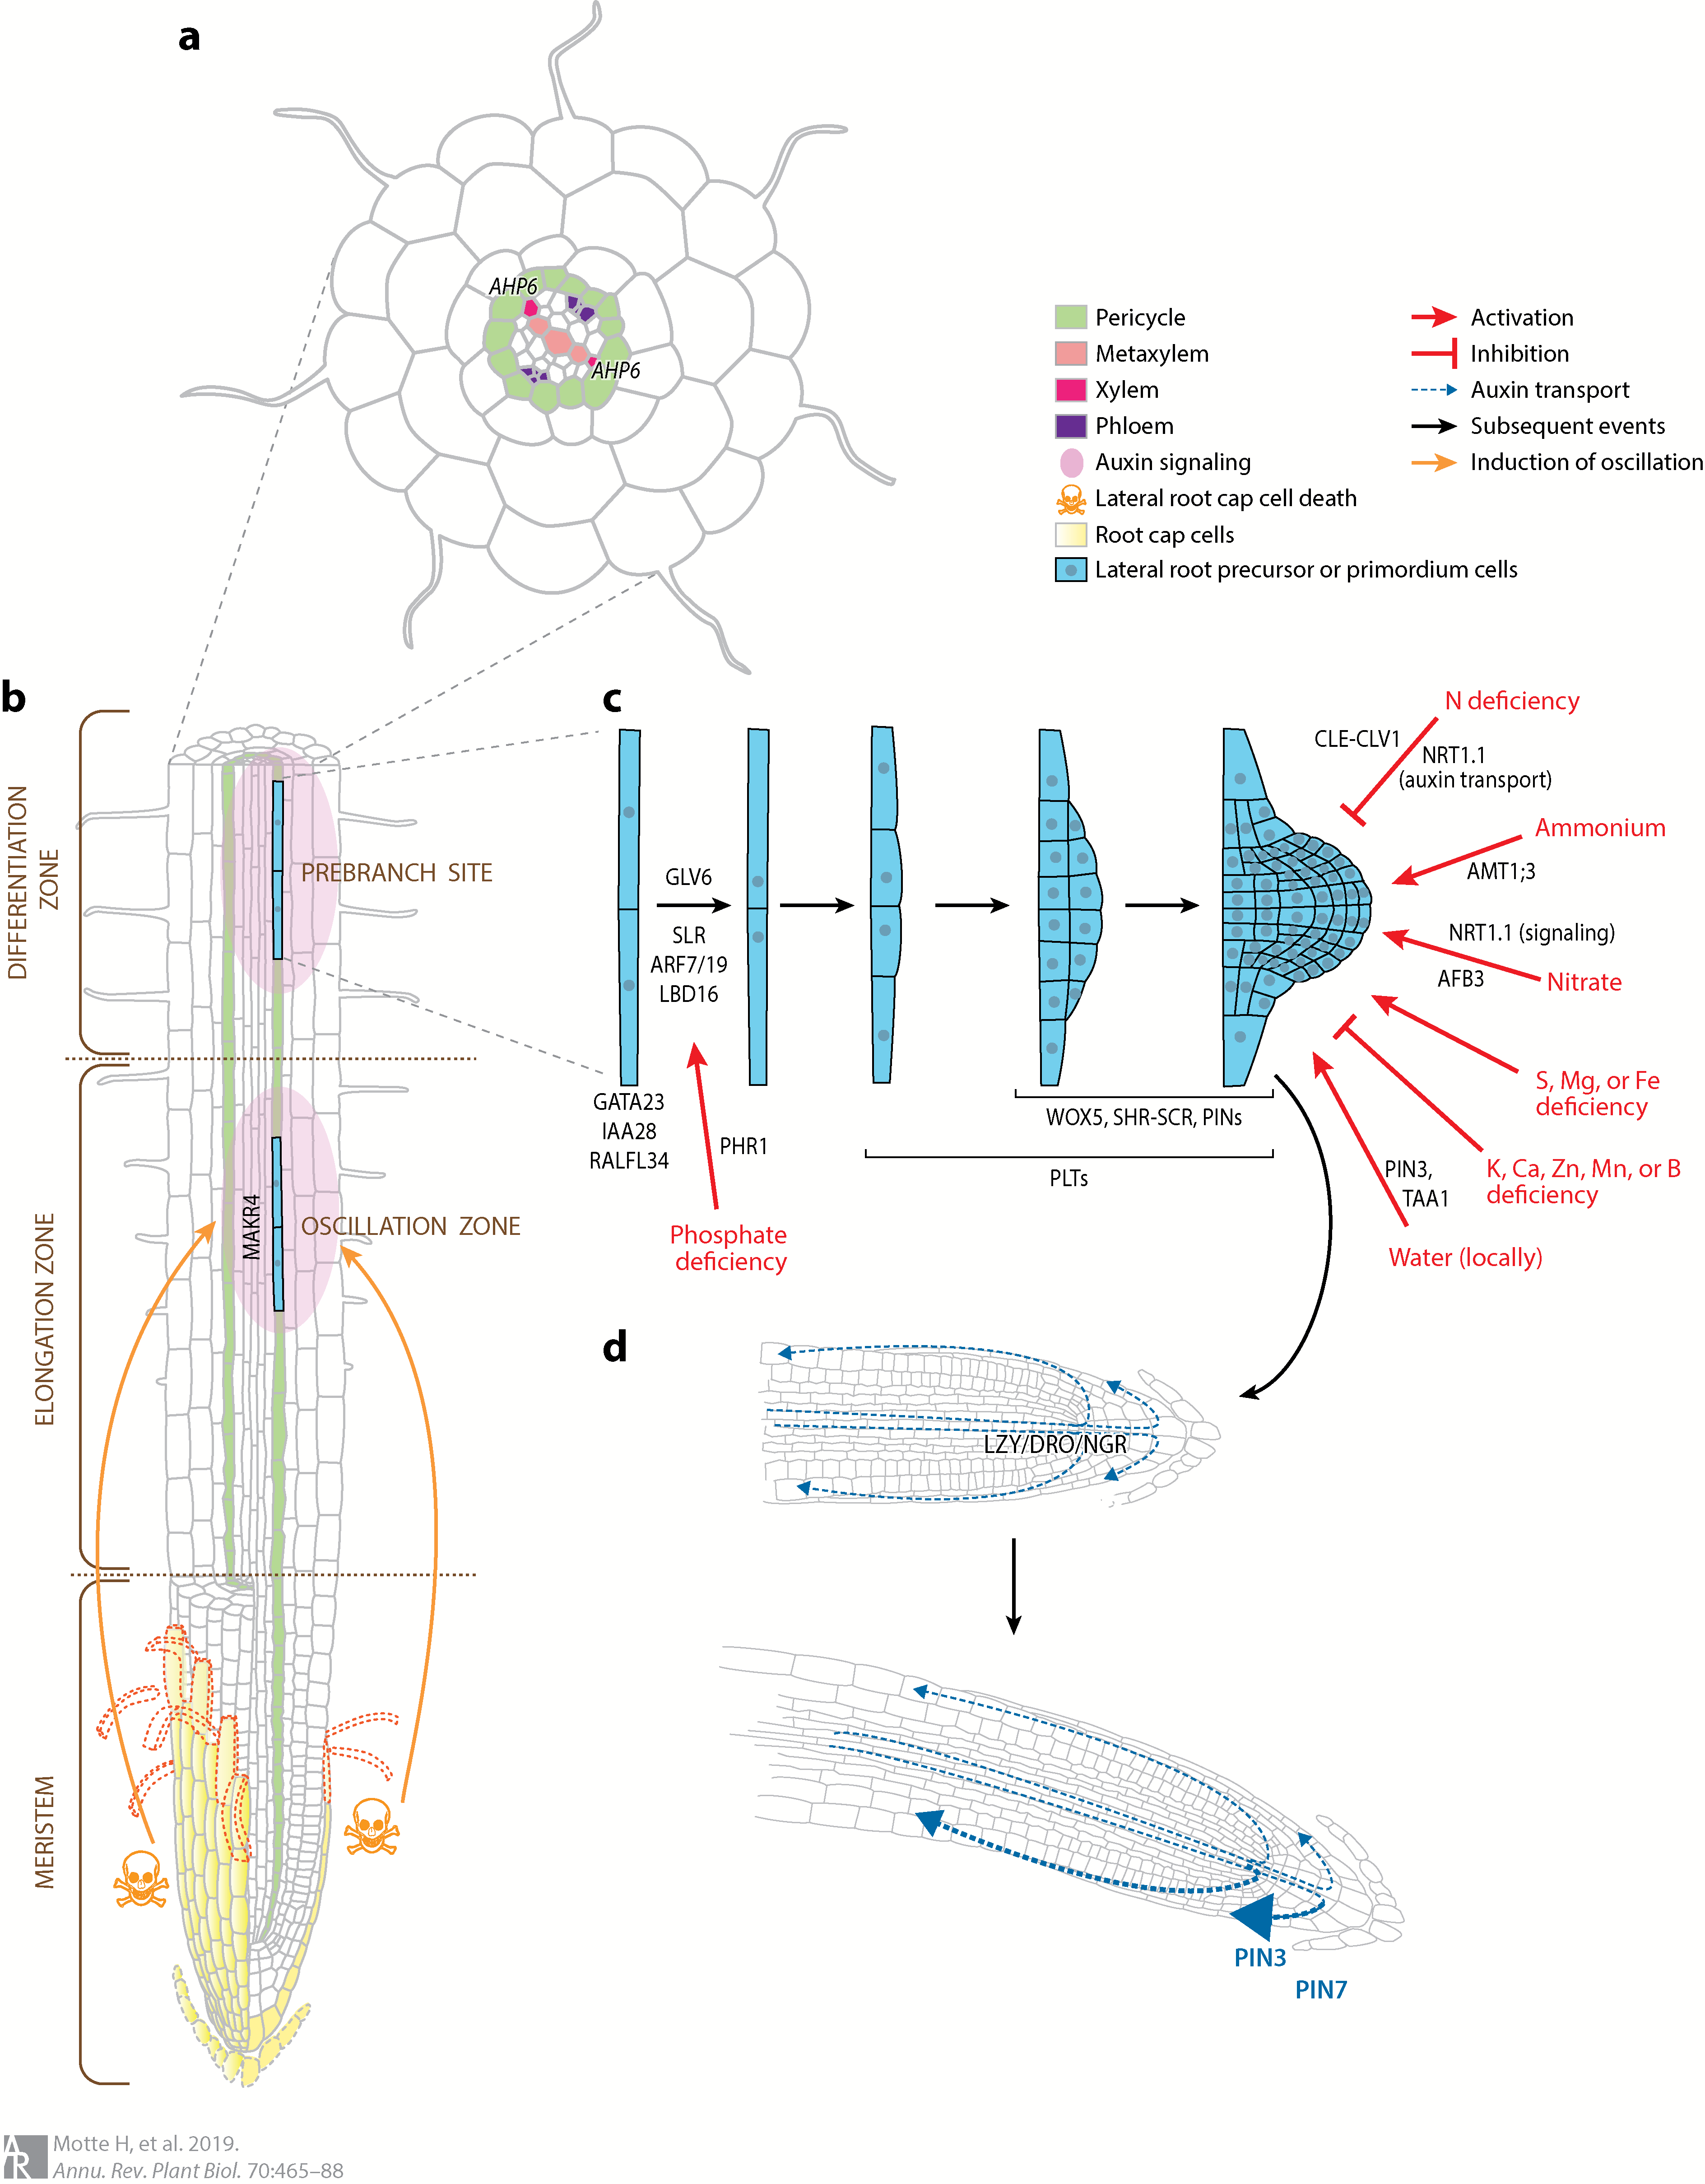 a
AHP6
AHP6
Pericycle
Metaxylem
Xylem
Phloem
Auxin signaling
Lateral root cap cell death
Root cap cells
Lateral root precursor or primordium cells
Activation
Inhibition
Auxin transport
Subsequent events
Induction of oscillation
b
DIFFERENTIATION
ZONE
PREBRANCH SITE
ELONGATION ZONE
MAKR4
OSCILLATION ZONE
MERISTEM
c
GLV6
SLR
ARF7/19
LBD16
GATA23
IAA28
RALFL34
PHR1
Phosphate
deficiency
WOX5, SHR-SCR, PINs
PLTs
N deficiency
CLE-CLV1
NRT1.1
(auxin transport)
Ammonium
AMT1;3
NRT1.1 (signaling)
AFB3
Nitrate
S, Mg, or Fe
deficiency
K, Ca, Zn, Mn, or B
deficiency
PIN3,
TAA1
Water (locally)
d
LZY/DRO/NGR
PIN3
PIN7
AR
Motte H, et al. 2019.
Annu. Rev. Plant Biol. 70:465–88